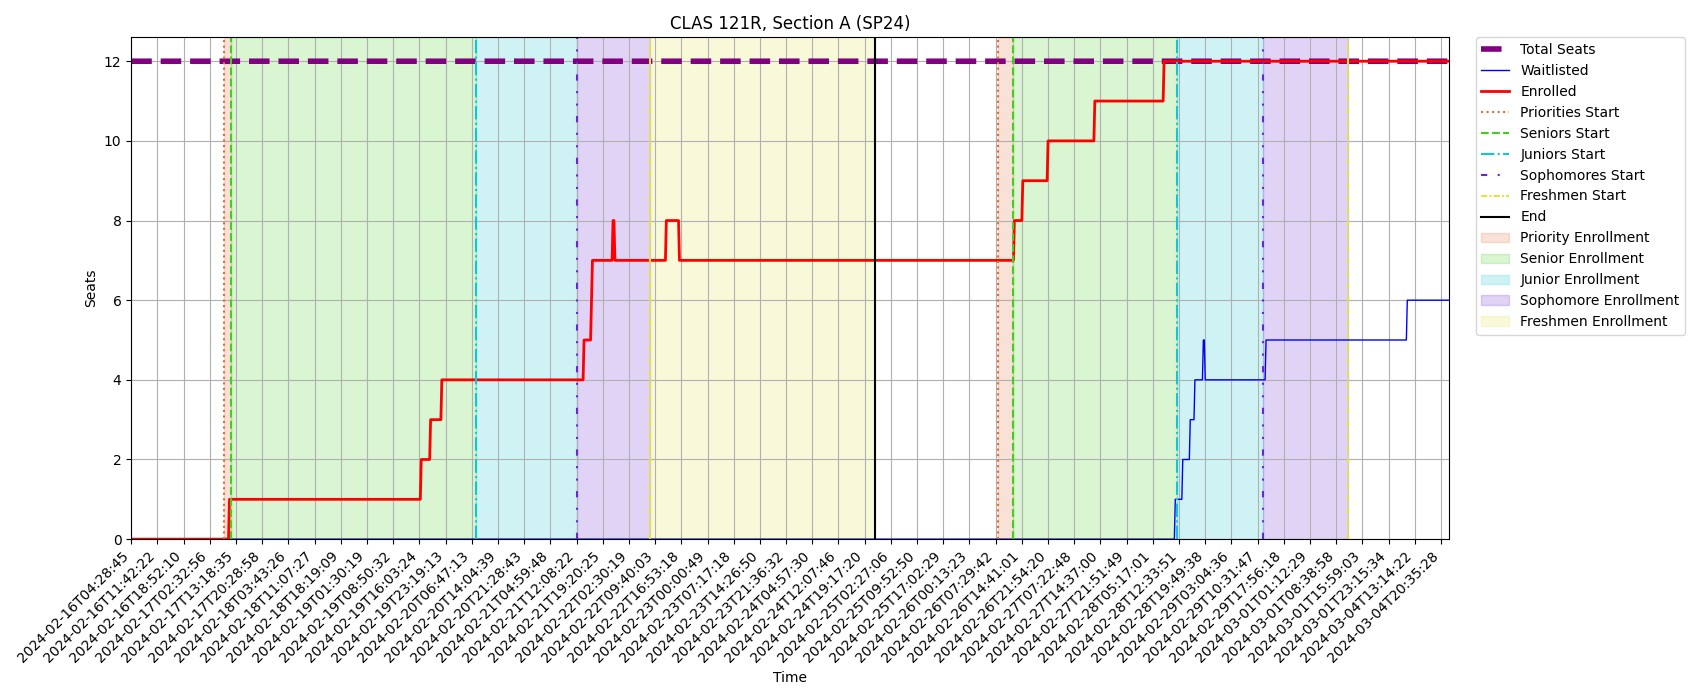 CLAS 121R, Section A (SP24)
Seats
12
10
8
6
4
2
0
2024-02-16T04:28:45
2024-02-16T11:42:22
2024-02-16T18:52:10
2024-02-17T02:32:56
2024-02-17T13:18:35
2024-02-17T20:28:58
2024-02-18T03:43:26
2024-02-18T11:07:27
2024-02-18T18:19:09
2024-02-19T01:30:19
2024-02-19T08:50:32
2024-02-19T16:03:24
2024-02-19T23:19:13
2024-02-20T06:47:13
2024-02-20T14:04:39
2024-02-20T21:28:43
2024-02-21T04:59:48
2024-02-21T12:08:22
2024-02-21T19:20:25
2024-02-22T02:30:19
2024-02-22T09:40:03
2024-02-22T16:53:18
2024-02-23T00:00:49
2024-02-23T07:17:18
2024-02-23T14:26:50
2024-02-23T21:36:32
2024-02-24T04:57:30
2024-02-24T12:07:46
2024-02-24T19:17:20
2024-02-25T02:27:06
2024-02-25T09:52:50
2024-02-25T17:02:29
2024-02-26T00:13:23
2024-02-26T07:29:42
2024-02-26T14:41:01
2024-02-26T21:54:20
2024-02-27T07:22:48
2024-02-27T14:37:00
2024-02-27T21:51:49
2024-02-28T05:17:01
2024-02-28T12:33:51
2024-02-28T19:49:38
2024-02-29T03:04:36
2024-02-29T10:31:47
2024-02-29T17:56:18
2024-03-01T01:12:29
2024-03-01T08:38:58
2024-03-01T15:59:03
2024-03-01T23:15:34
2024-03-04T13:14:22
2024-03-04T20:35:28
Time
Total Seats
Waitlisted
Enrolled
Priorities Start
Seniors Start
Juniors Start
Sophomores Start
Freshmen Start
End
Priority Enrollment
Senior Enrollment
Junior Enrollment
Sophomore Enrollment
Freshmen Enrollment